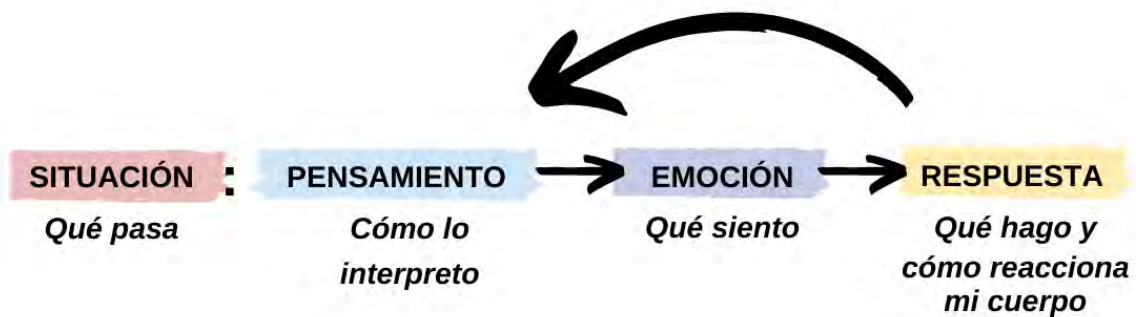 SITUACIÓN : PENSAMIENTO EMOCIÓN RESPUESTA
Qué pasa
Cómo lo
interpreto
Qué siento
Qué hago y
cómo reacciona
mi cuerpo